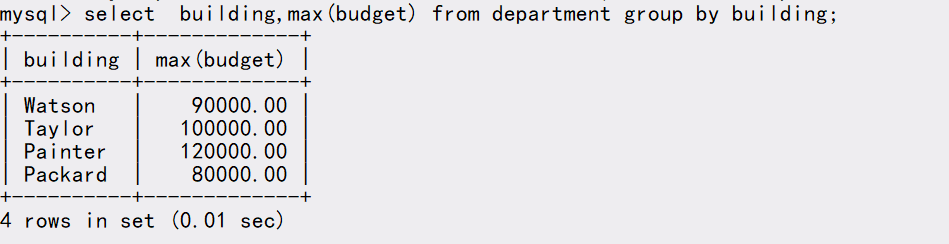 mysql> select  building,max(budget) from department group by building;
+----------+-------------+
| building | max(budget) |
+----------+-------------+
| Watson   |    90000.00 |
| Taylor   |   100000.00 |
| Painter  |   120000.00 |
| Packard  |    80000.00 |
+----------+-------------+
4 rows in set (0.01 sec)